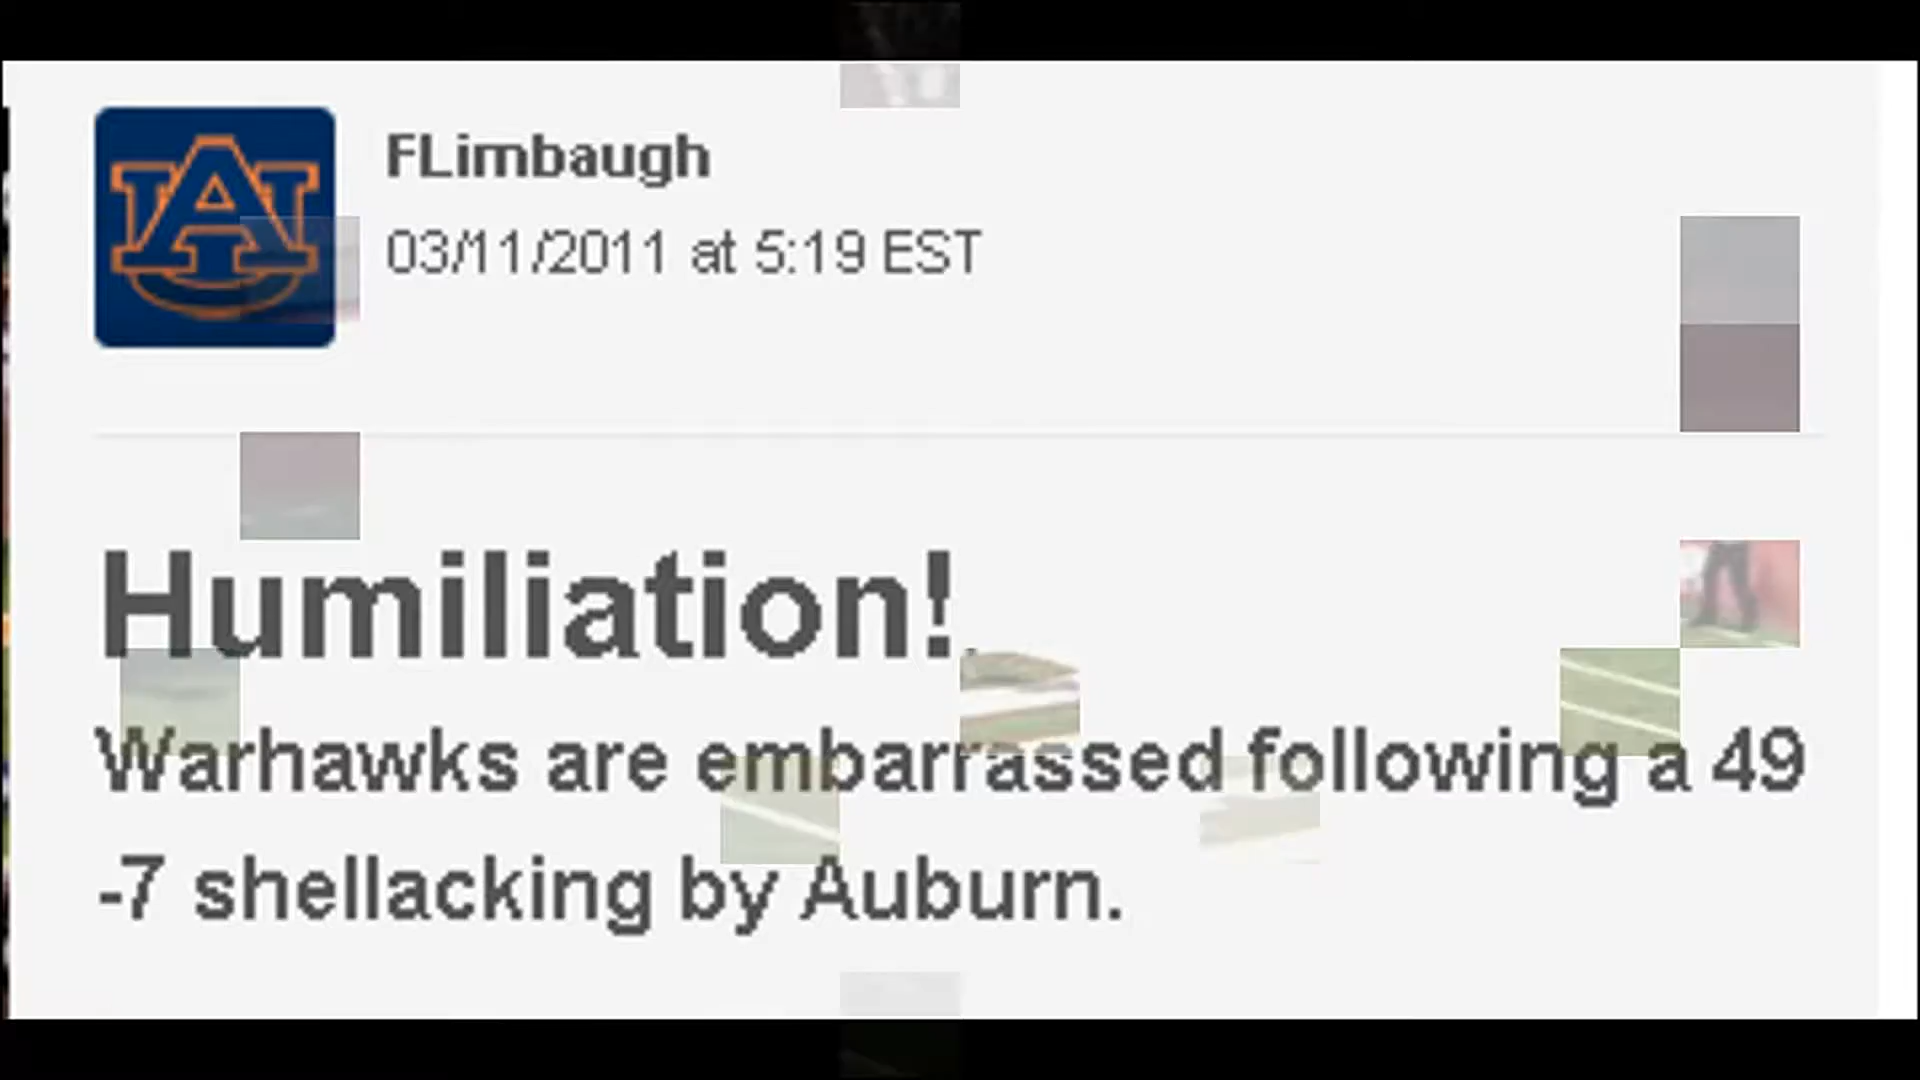 FLimbaugh
03/11/2011 at 5:19 EST
Humiliation!
Warhawks are embarrassed following a 49
-7 shellacking by Auburn.